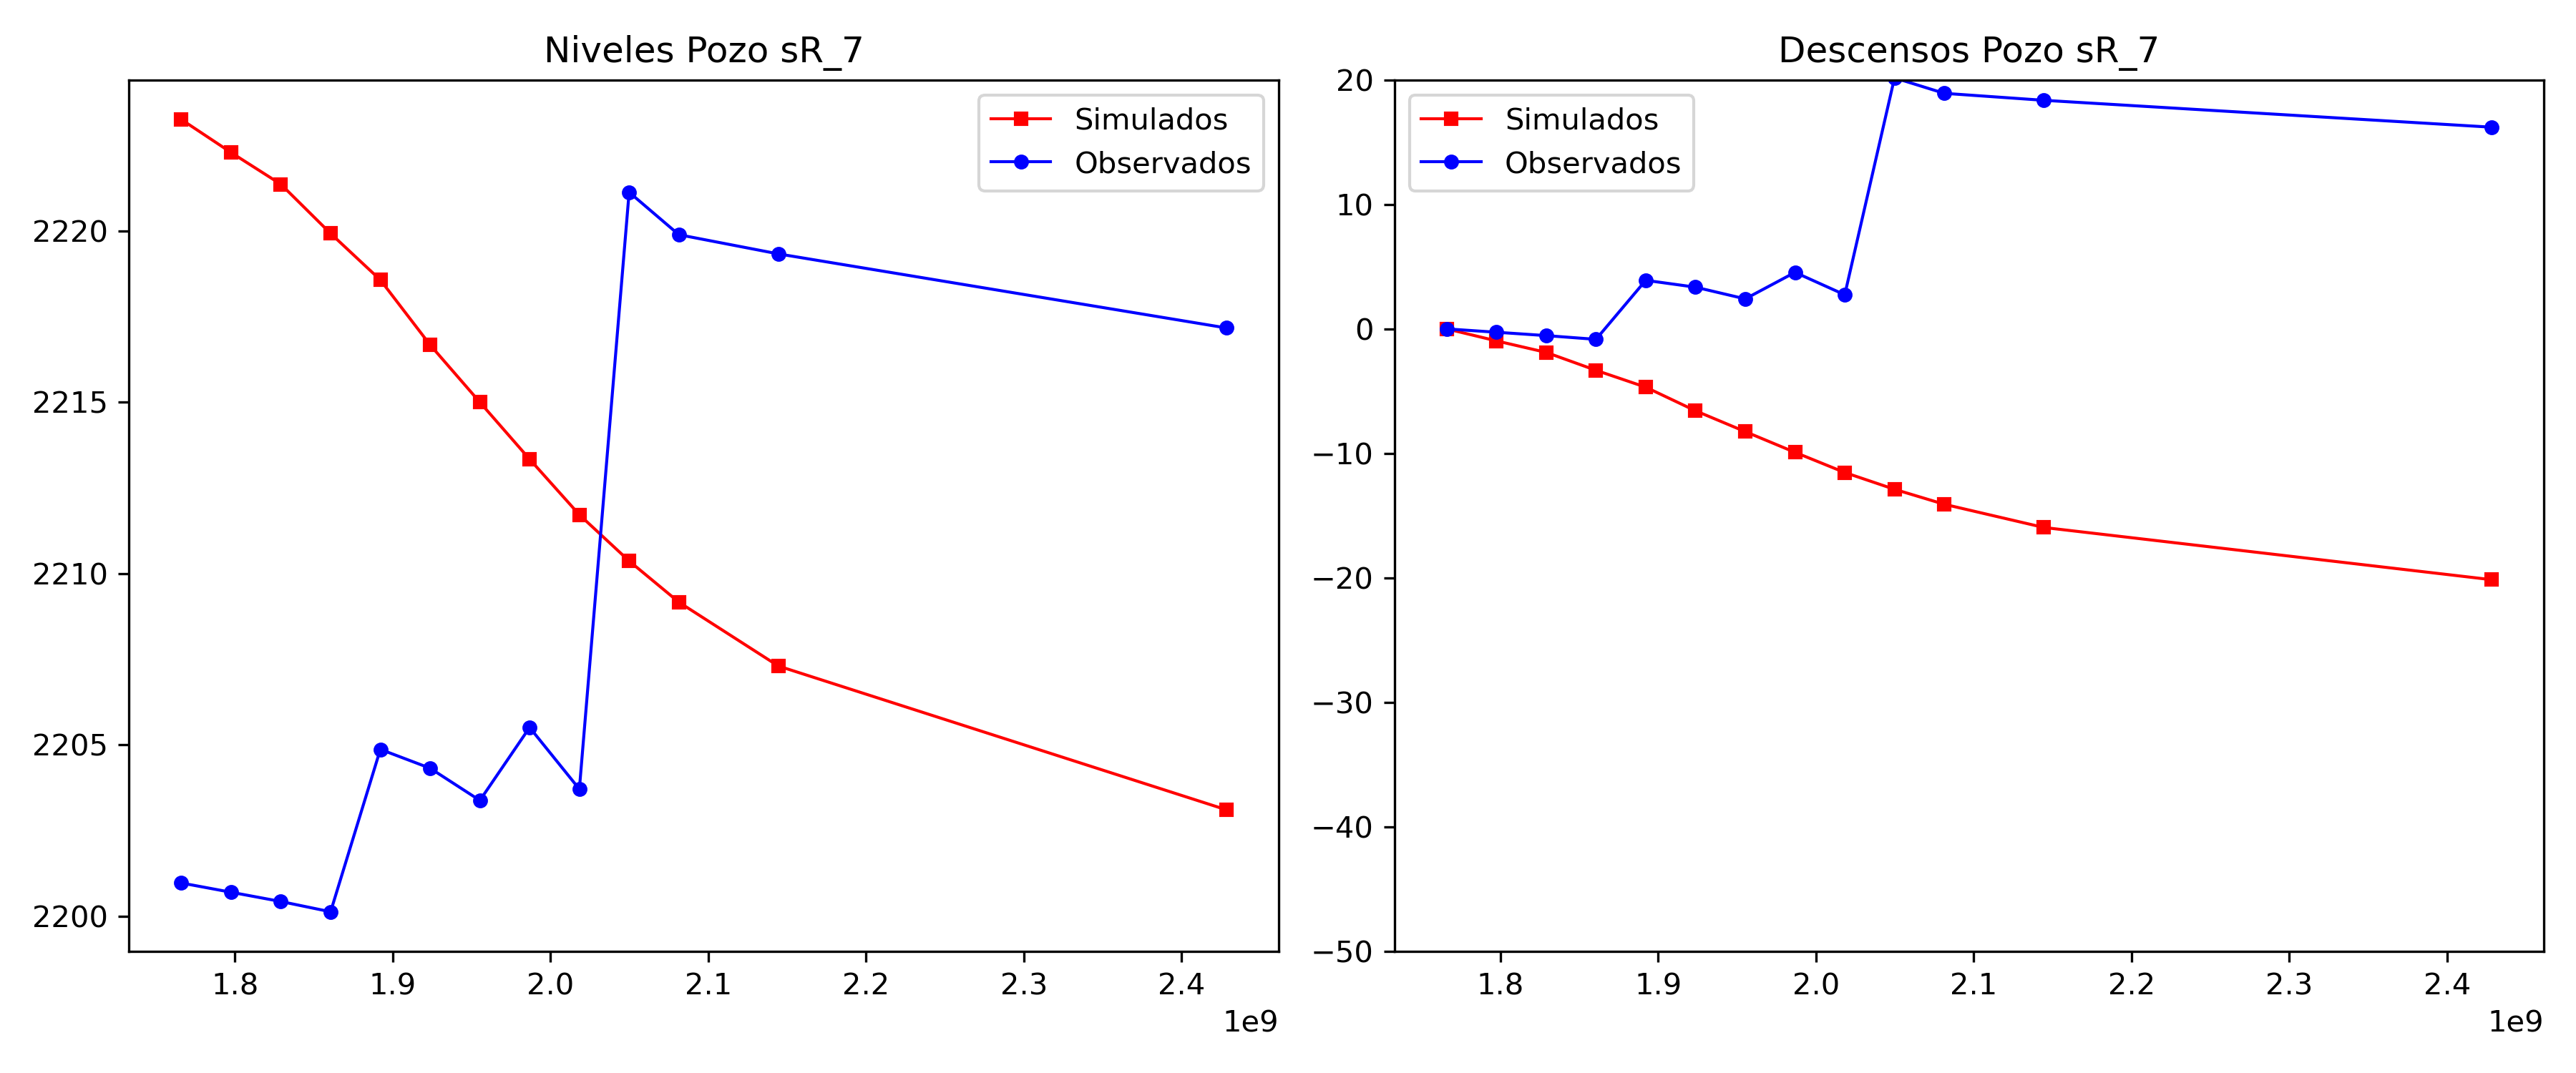 Niveles Pozo sR_7
Simulados
Observados
2220
2215
2210
2205
2200
1.8 1.9 2.0 2.1 2.2 2.3 2.4
1e9
Descensos Pozo sR_7
Simulados
Observados
20
10
0
−10
−20
−30
−40
−50
1.8 1.9 2.0 2.1 2.2 2.3 2.4
1e9